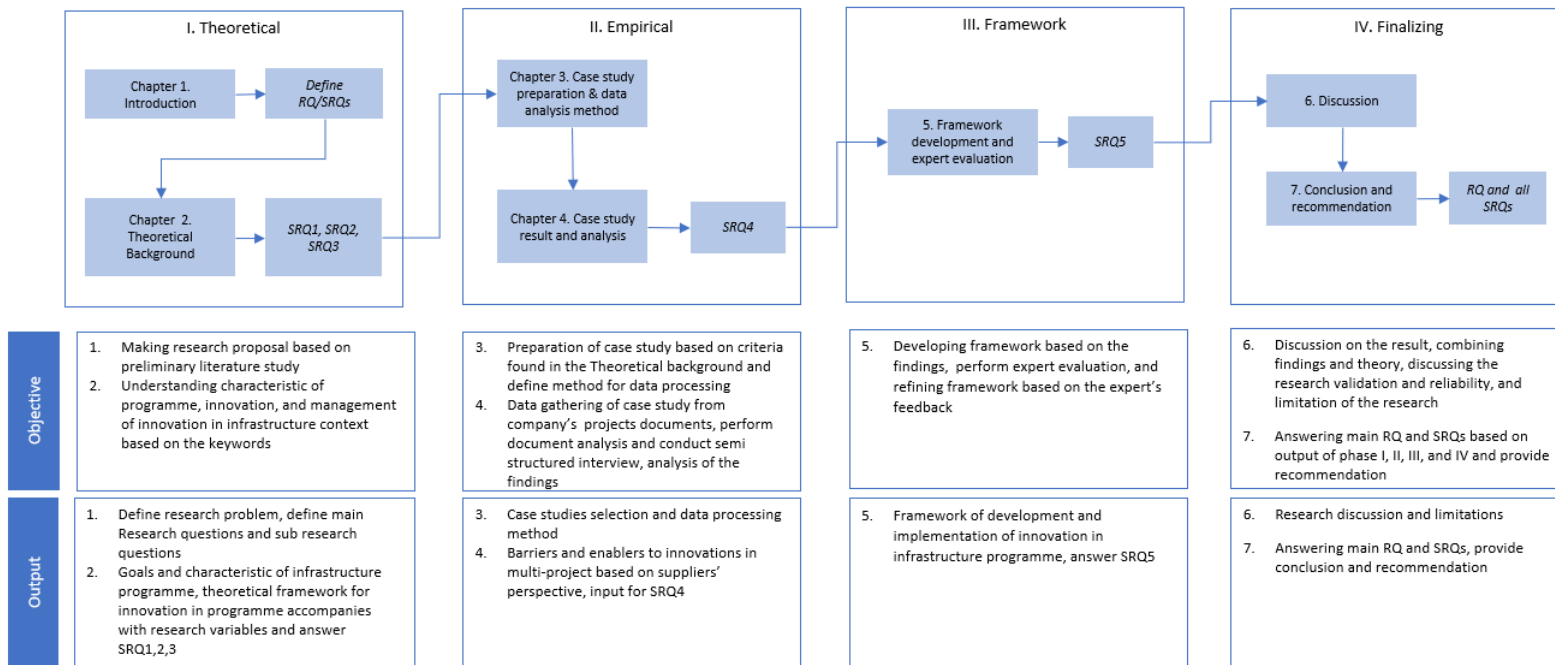 I. Theoretical
Chapter 1.
Introduction
Define
RQ/SRQs
Chapter 2.
Theoretical
Background
SRQ1, SRQ2,
SRQ3
II. Empirical
Chapter 3. Case study
preparation & data
analysis method
Chapter 4. Case study
result and analysis
SRQ4
III. Framework
5. Framework
development and
expert evaluation
SRQ5
IV. Finalizing
6. Discussion
7. Conclusion and
recommendation
RQ and all
SRQs
Objective
1. Making research proposal based on
preliminary literature study
2. Understanding characteristic of
programme, innovation, and management
of innovation in infrastructure context
based on the keywords
3. Preparation of case study based on criteria
found in the Theoretical background and
define method for data processing
4. Data gathering of case study from
company's projects documents, perform
document analysis and conduct semi
structured interview, analysis of the
findings
5. Developing framework based on the
findings, perform expert evaluation, and
refining framework based on the expert's
feedback
6. Discussion on the result, combining
findings and theory, discussing the
research validation and reliability, and
limitation of the research
7. Answering main RQ and SRQs based on
output of phase I, II, III, and IV and provide
recommendation
Output
1. Define research problem, define main
Research questions and sub research
questions
2. Goals and characteristic of infrastructure
programme, theoretical framework for
innovation in programme accompanies
with research variables and answer
SRQ1,2,3
3. Case studies selection and data processing
method
4. Barriers and enablers to innovations in
multi-project based on suppliers'
perspective, input for SRQ4
5. Framework of development and
implementation of innovation in
infrastructure programme, answer SRQ5
6. Research discussion and limitations
7. Answering main RQ and SRQs, provide
conclusion and recommendation